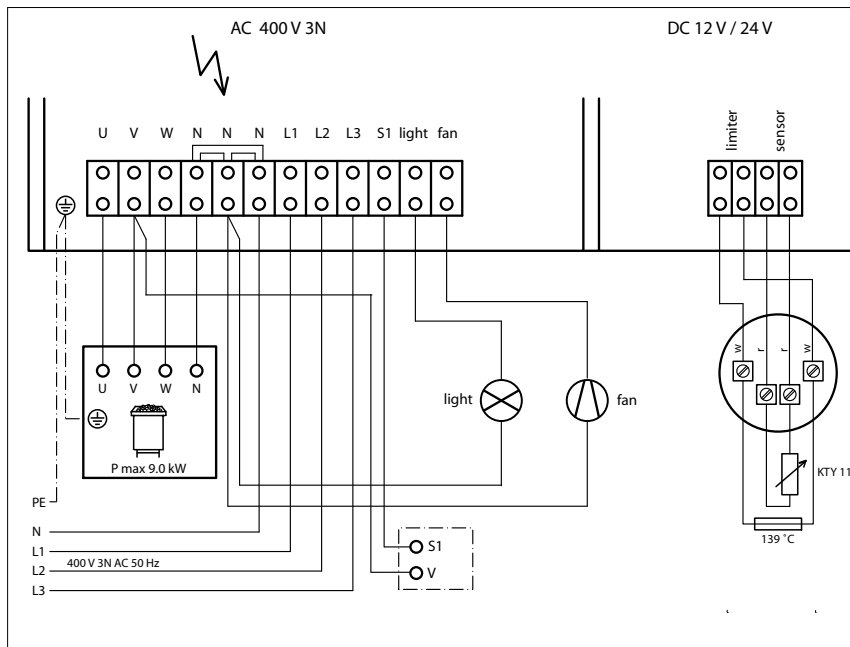 AC 400 V 3N
DC 12 V / 24 V
U V W N N N L1 L2 L3 S1 light fan
limiter
sensor
w r r w
U V W N
light
fan
P max 9.0 kW
KTY 11
PE
N
139 ˚C
L1
S1
400 V 3N AC 50 Hz
L2
V
L3